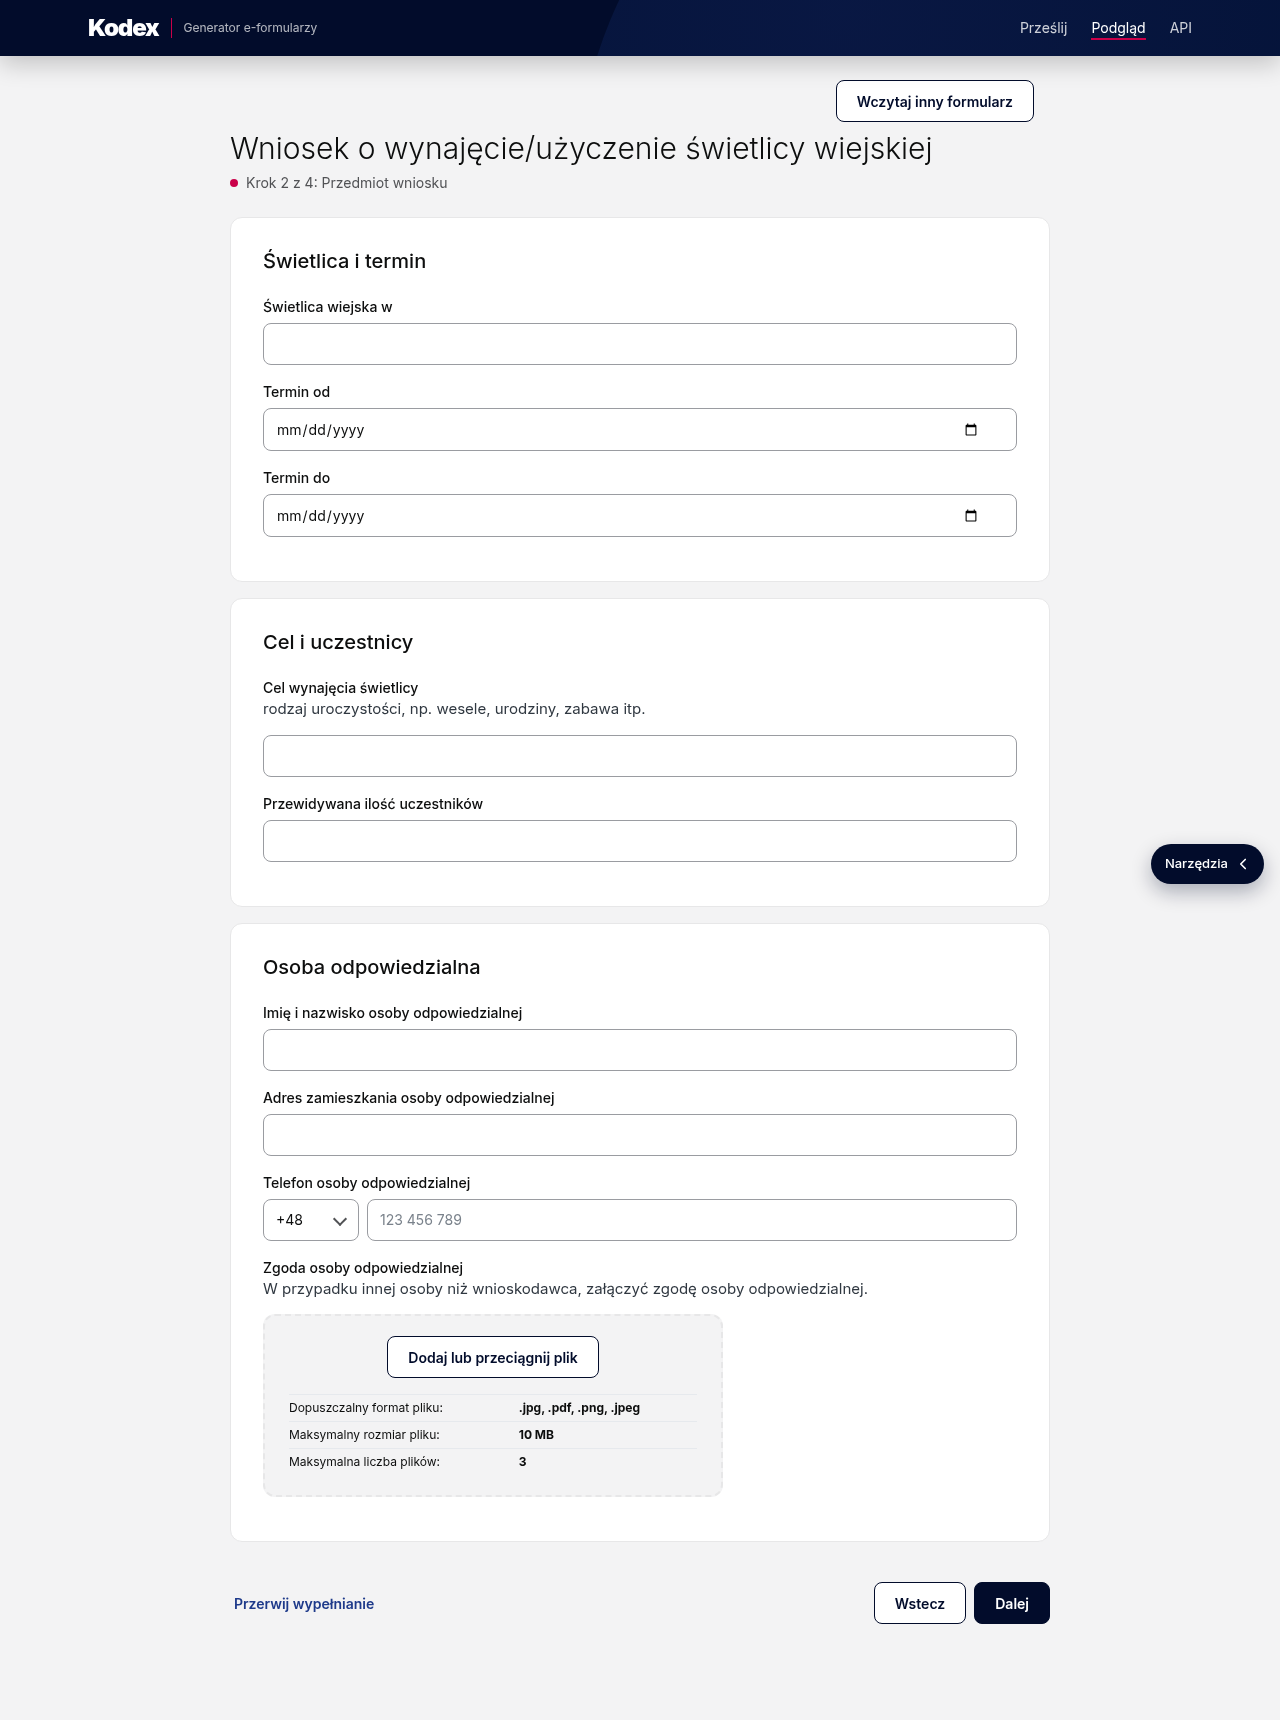 Kodex
Generator e-formularzy
Prześlij
Podgląd
API
Wczytaj inny formularz
Wniosek o wynajęcie/użyczenie świetlicy wiejskiej
Krok 2 z 4: Przedmiot wniosku
Świetlica i termin
Świetlica wiejska w
Termin od
mm/dd/yyyy
Termin do
mm/dd/yyyy
Cel i uczestnicy
Cel wynajęcia świetlicy
rodzaj uroczystości, np. wesele, urodziny, zabawa itp.
Przewidywana ilość uczestników
Narzędzia
Osoba odpowiedzialna
Imię i nazwisko osoby odpowiedzialnej
Adres zamieszkania osoby odpowiedzialnej
Telefon osoby odpowiedzialnej
+48
123 456 789
Zgoda osoby odpowiedzialnej
W przypadku innej osoby niż wnioskodawca, załączyć zgodę osoby odpowiedzialnej.
Dodaj lub przeciągnij plik
Dopuszczalny format pliku: .jpg, .pdf, .png, .jpeg
Maksymalny rozmiar pliku: 10 MB
Maksymalna liczba plików: 3
Przerwij wypełnianie
Wstecz
Dalej